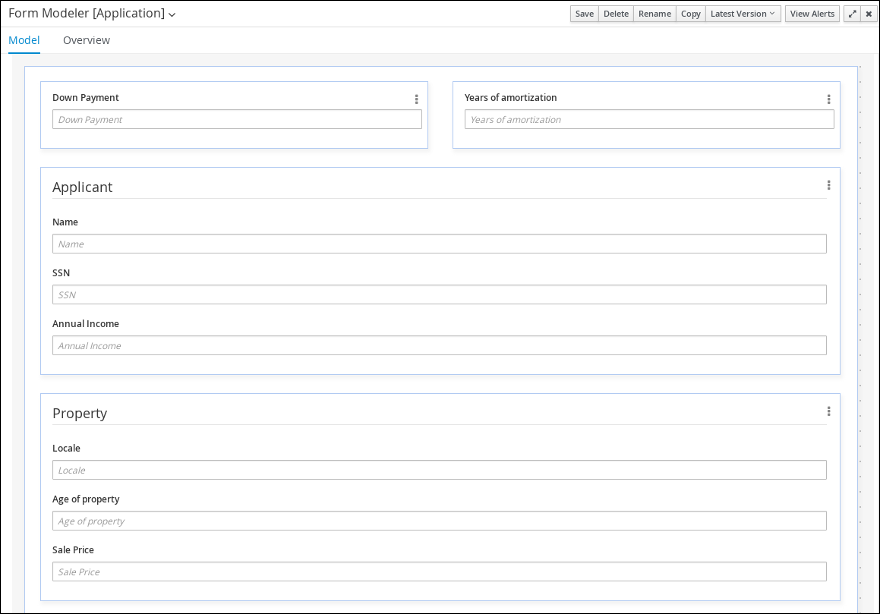 Form Modeler [Application]
Save Delete Rename Copy Latest Version View Alerts
Model Overview
Down Payment
Down Payment
Years of amortization
Years of amortization
Applicant
Name
Name
SSN
SSN
Annual Income
Annual Income
Property
Locale
Locale
Age of property
Age of property
Sale Price
Sale Price